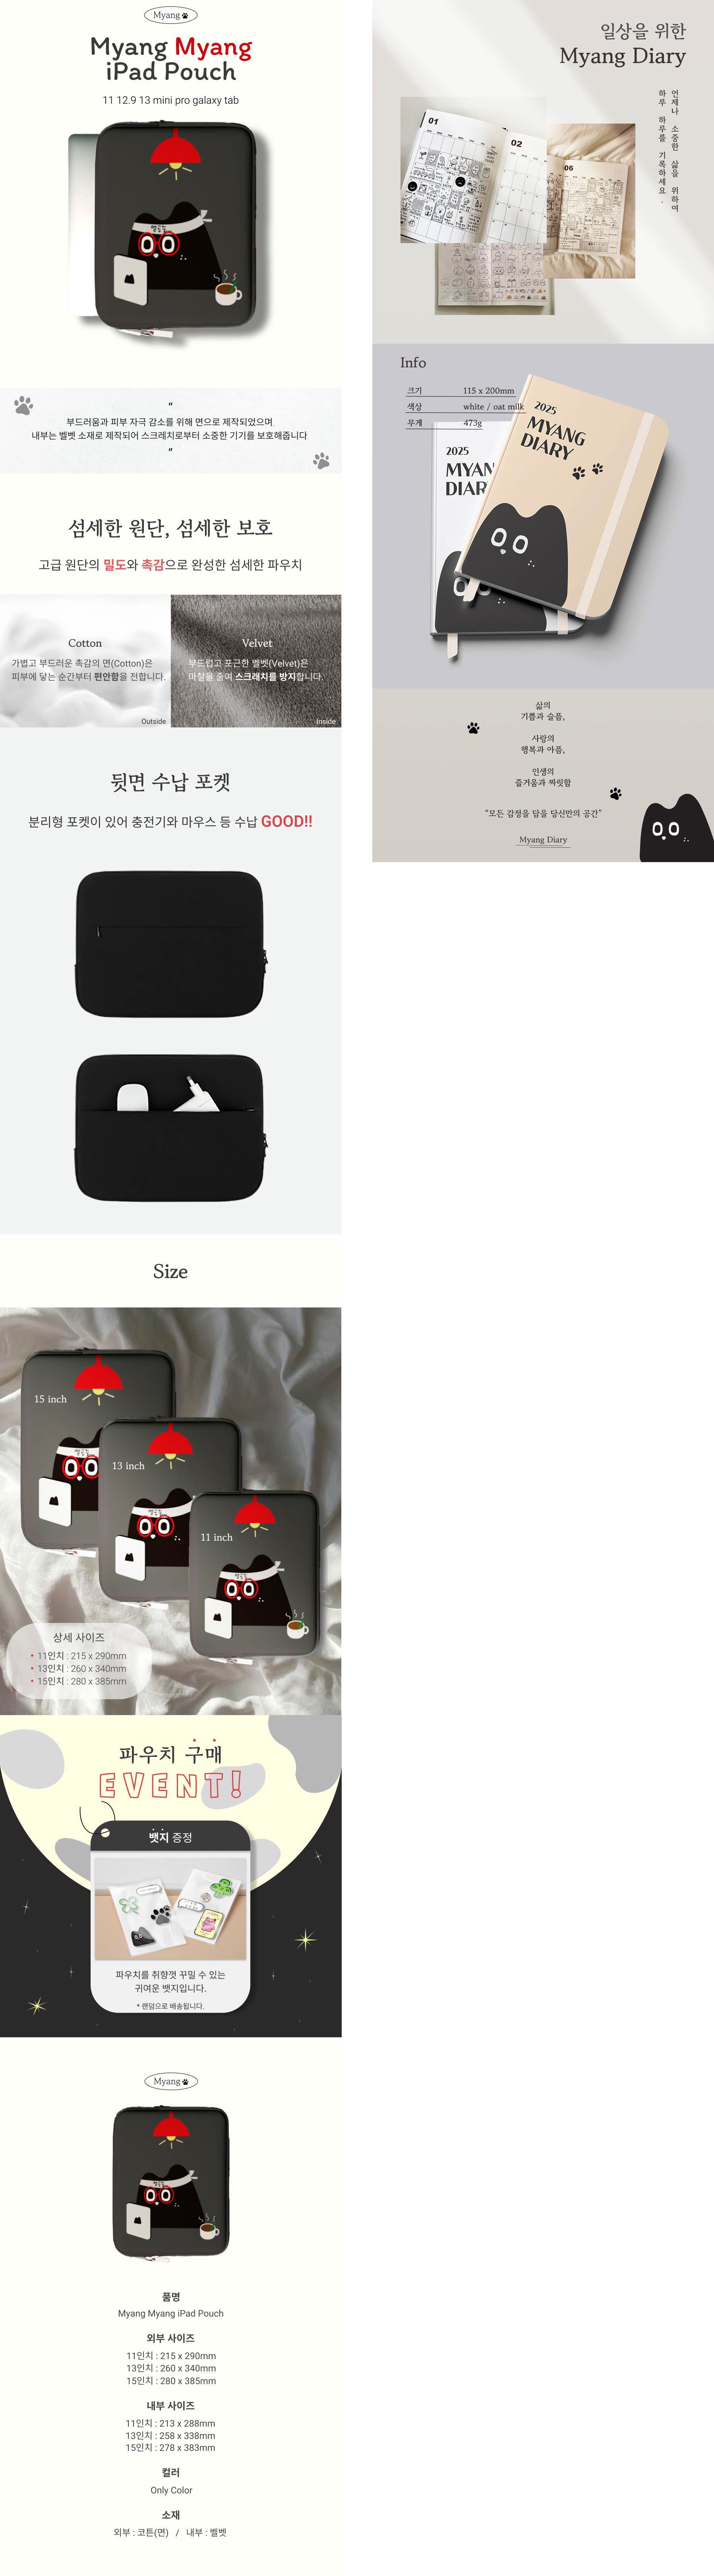 Myang
Myang Myang
iPad Pouch
11 12.9 13 mini pro galaxy tab
“
부드러움과 피부 자극 감소를 위해 면으로 제작되었으며,
내부는 벨벳 소재로 제작되어 스크레치로부터 소중한 기기를 보호해줍니다
”
섬세한 원단, 섬세한 보호
고급 원단의 밀도와 촉감으로 완성한 섬세한 파우치
Cotton
가볍고 부드러운 촉감의 면(Cotton)은
피부에 닿는 순간부터 편안함을 전합니다.
Outside
Velvet
부드럽고 포근한 벨벳(Velvet)은
마찰을 줄여 스크래치를 방지합니다.
Inside
뒷면 수납 포켓
분리형 포켓이 있어 충전기와 마우스 등 수납 GOOD!!
Size
15 inch
13 inch
11 inch
상세 사이즈
• 11인치 : 215 x 290mm
• 13인치 : 260 x 340mm
• 15인치 : 280 x 385mm
파우치 구매
EVENT!
뱃지 증정
파우치를 취향껏 꾸밀 수 있는
귀여운 뱃지입니다.
* 랜덤으로 배송됩니다.
Myang
품명
Myang Myang iPad Pouch
외부 사이즈
11인치 : 215 x 290mm
13인치 : 260 x 340mm
15인치 : 280 x 385mm
내부 사이즈
11인치 : 213 x 288mm
13인치 : 258 x 338mm
15인치 : 278 x 383mm
컬러
Only Color
소재
외부 : 코튼(면) / 내부 : 벨벳
일상을 위한
Myang Diary
언제나 소중한 삶을 위하여
하루 하루를 기록하세요.
01
02
06
Info
크기 115 x 200mm
색상 white / oat milk
무게 473g
2025
MYANG
DIARY
2025
MYAN
DIAR
삶의
기쁨과 슬픔,
사랑의
행복과 아픔,
인생의
즐거움과 짜릿함
“모든 감정을 담을 당신만의 공간”
Myang Diary